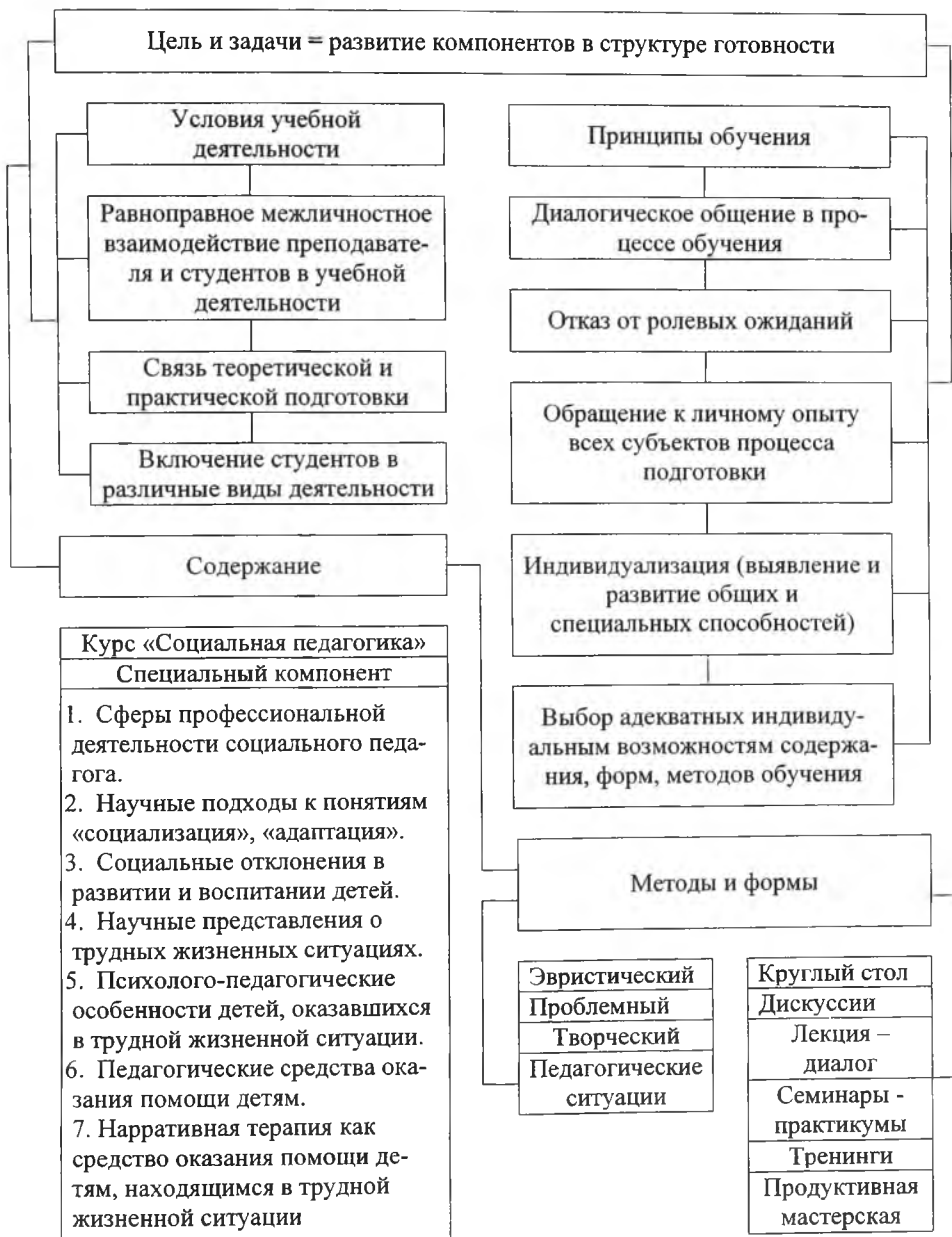 Цель и задачи = развитие компонентов в структуре готовности
Условия учебной
деятельности
Равноправное межличностное
взаимодействие преподавате-
ля и студентов в учебной
деятельности
Связь теоретической и
практической подготовки
Включение студентов в
различные виды деятельности
Принципы обучения
Диалогическое общение в про-
цессе обучения
Отказ от ролевых ожиданий
Обращение к личному опыту
всех субъектов процесса
подготовки
Индивидуализация (выявление и
развитие общих и
специальных способностей)
Выбор адекватных индивиду-
альным возможностям содержа-
ния, форм, методов обучения
Содержание
Курс «Социальная педагогика»
Специальный компонент
1. Сферы профессиональной
деятельности социального педа-
гога.
2. Научные подходы к понятиям
«социализация», «адаптация».
3. Социальные отклонения в
развитии и воспитании детей.
4. Научные представления о
трудных жизненных ситуациях.
5. Психолого-педагогические
особенности детей, оказавшихся
в трудной жизненной ситуации.
6. Педагогические средства ока-
зания помощи детям.
7. Нарративная терапия как
средство оказания помощи де-
тям, находящимся в трудной
жизненной ситуации
Методы и формы
Эвристический
Проблемный
Творческий
Педагогические
ситуации
Круглый стол
Дискуссии
Лекция –
диалог
Семинары -
практикумы
Тренинги
Продуктивная
мастерская